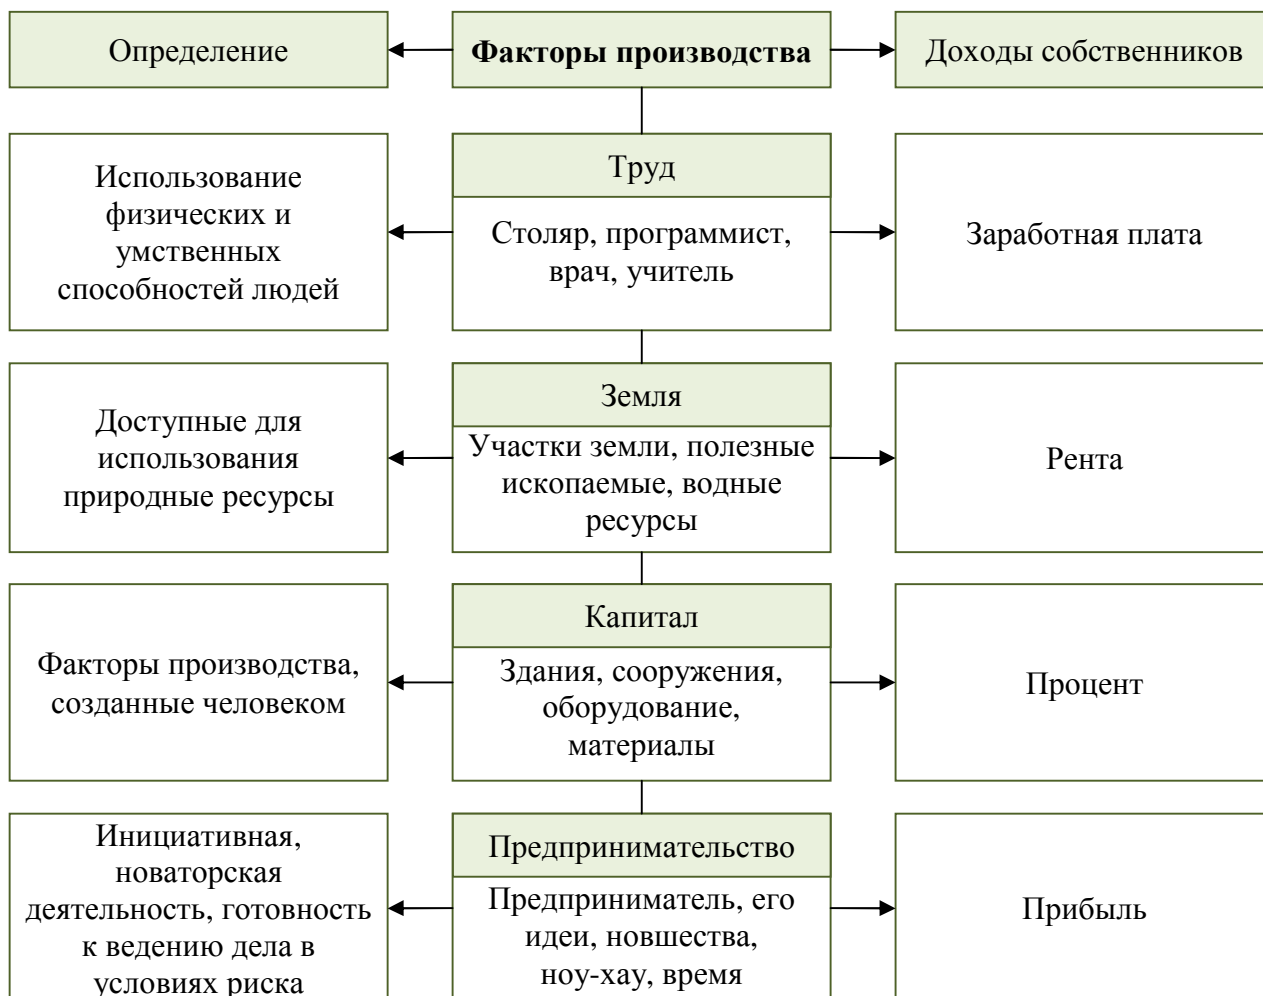 Определение
Факторы производства
Доходы собственников
Использование
физических и
умственных
способностей людей
Труд
Столяр, программист,
врач, учитель
Заработная плата
Доступные для
использования
природные ресурсы
Земля
Участки земли, полезные
ископаемые, водные
ресурсы
Рента
Факторы производства,
созданные человеком
Капитал
Здания, сооружения,
оборудование,
материалы
Процент
Инициативная,
новаторская
деятельность, готовность
к ведению дела в
условиях риска
Предпринимательство
Предприниматель, его
идеи, новшества,
ноу-хау, время
Прибыль